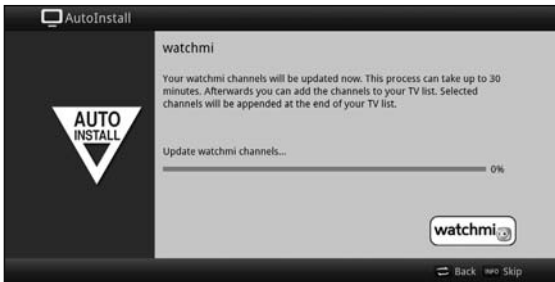 AutoInstall
watchmi
Your watchmi channels will be updated now. This process can take up to 30
minutes. Afterwards you can add the channels to your TV list. Selected
channels will be appended at the end of your TV list.
AUTO
INSTALL
Update watchmi channels...
0%
watchmi
Back INFO Skip